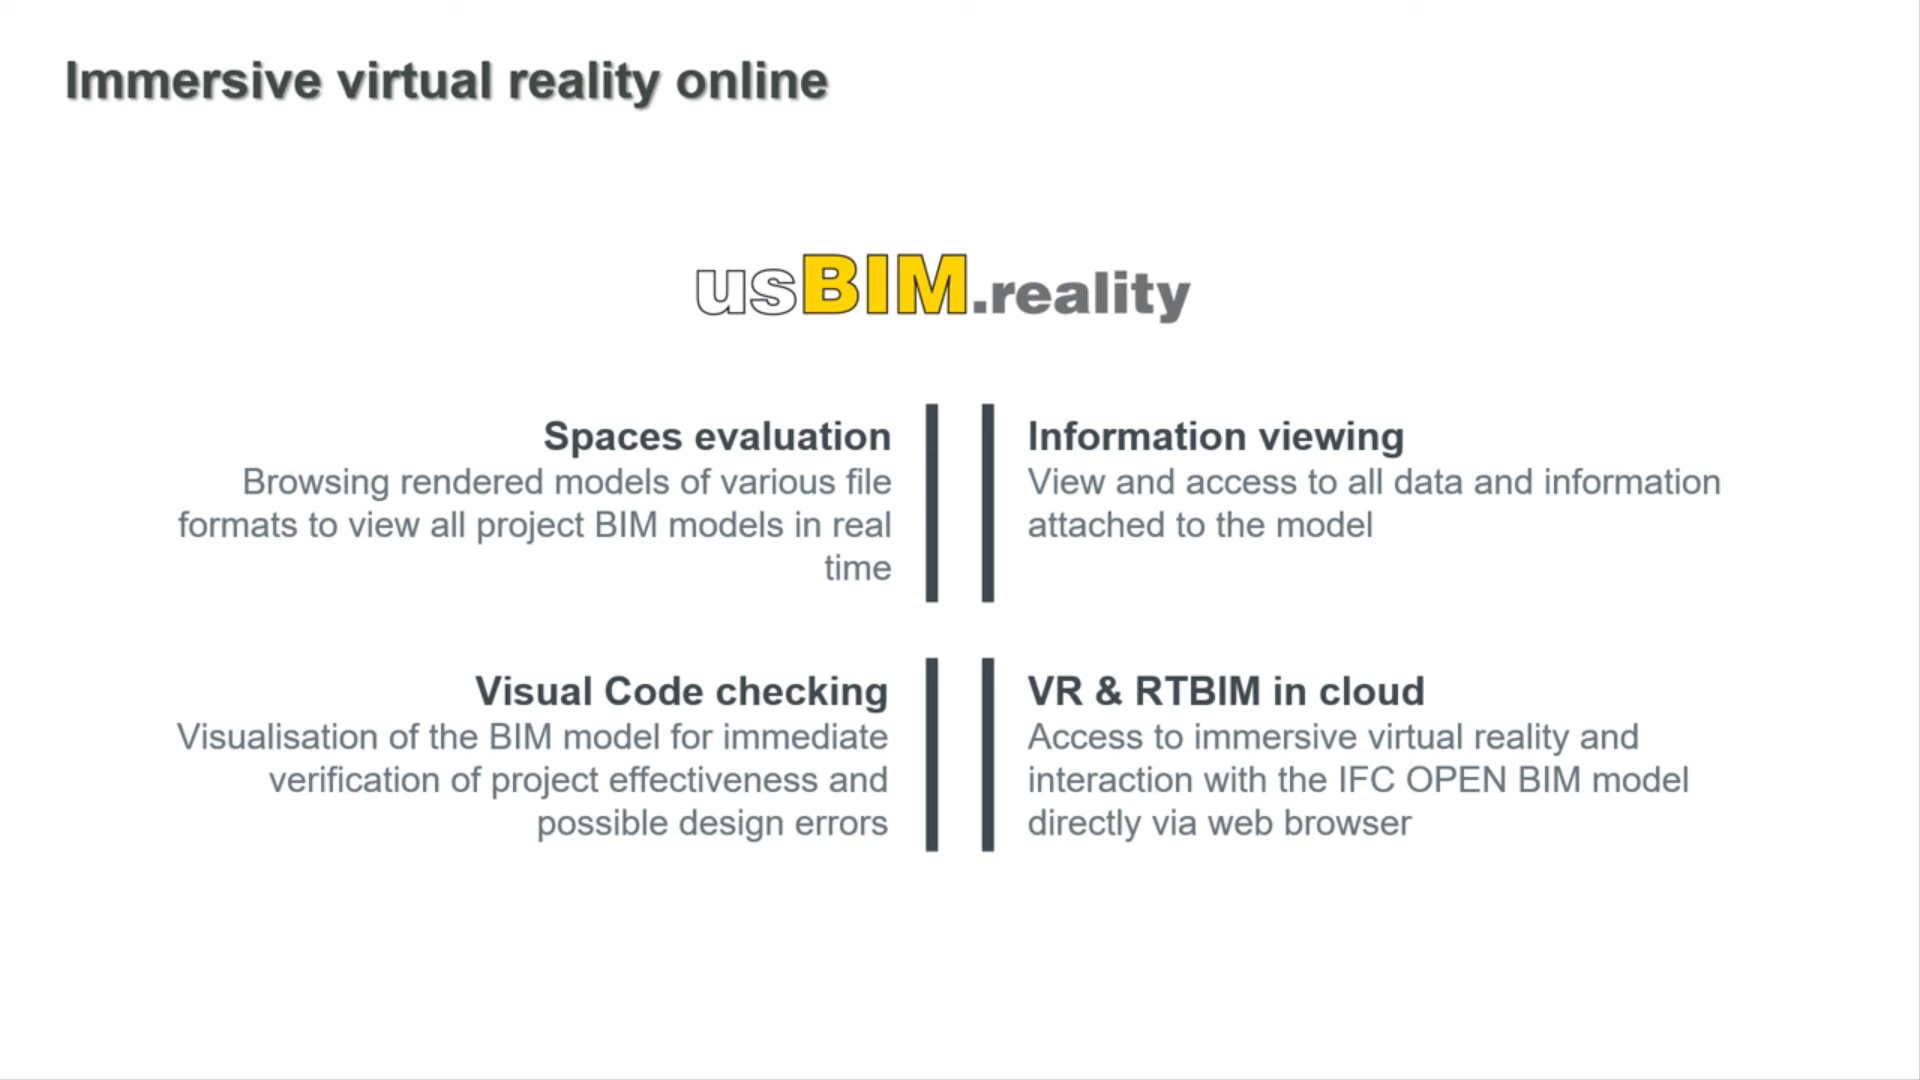 Immersive virtual reality online
usBIM.reality
Spaces evaluation
Browsing rendered models of various file
formats to view all project BIM models in real
time
Information viewing
View and access to all data and information
attached to the model
Visual Code checking
Visualisation of the BIM model for immediate
verification of project effectiveness and
possible design errors
VR & RTBIM in cloud
Access to immersive virtual reality and
interaction with the IFC OPEN BIM model
directly via web browser